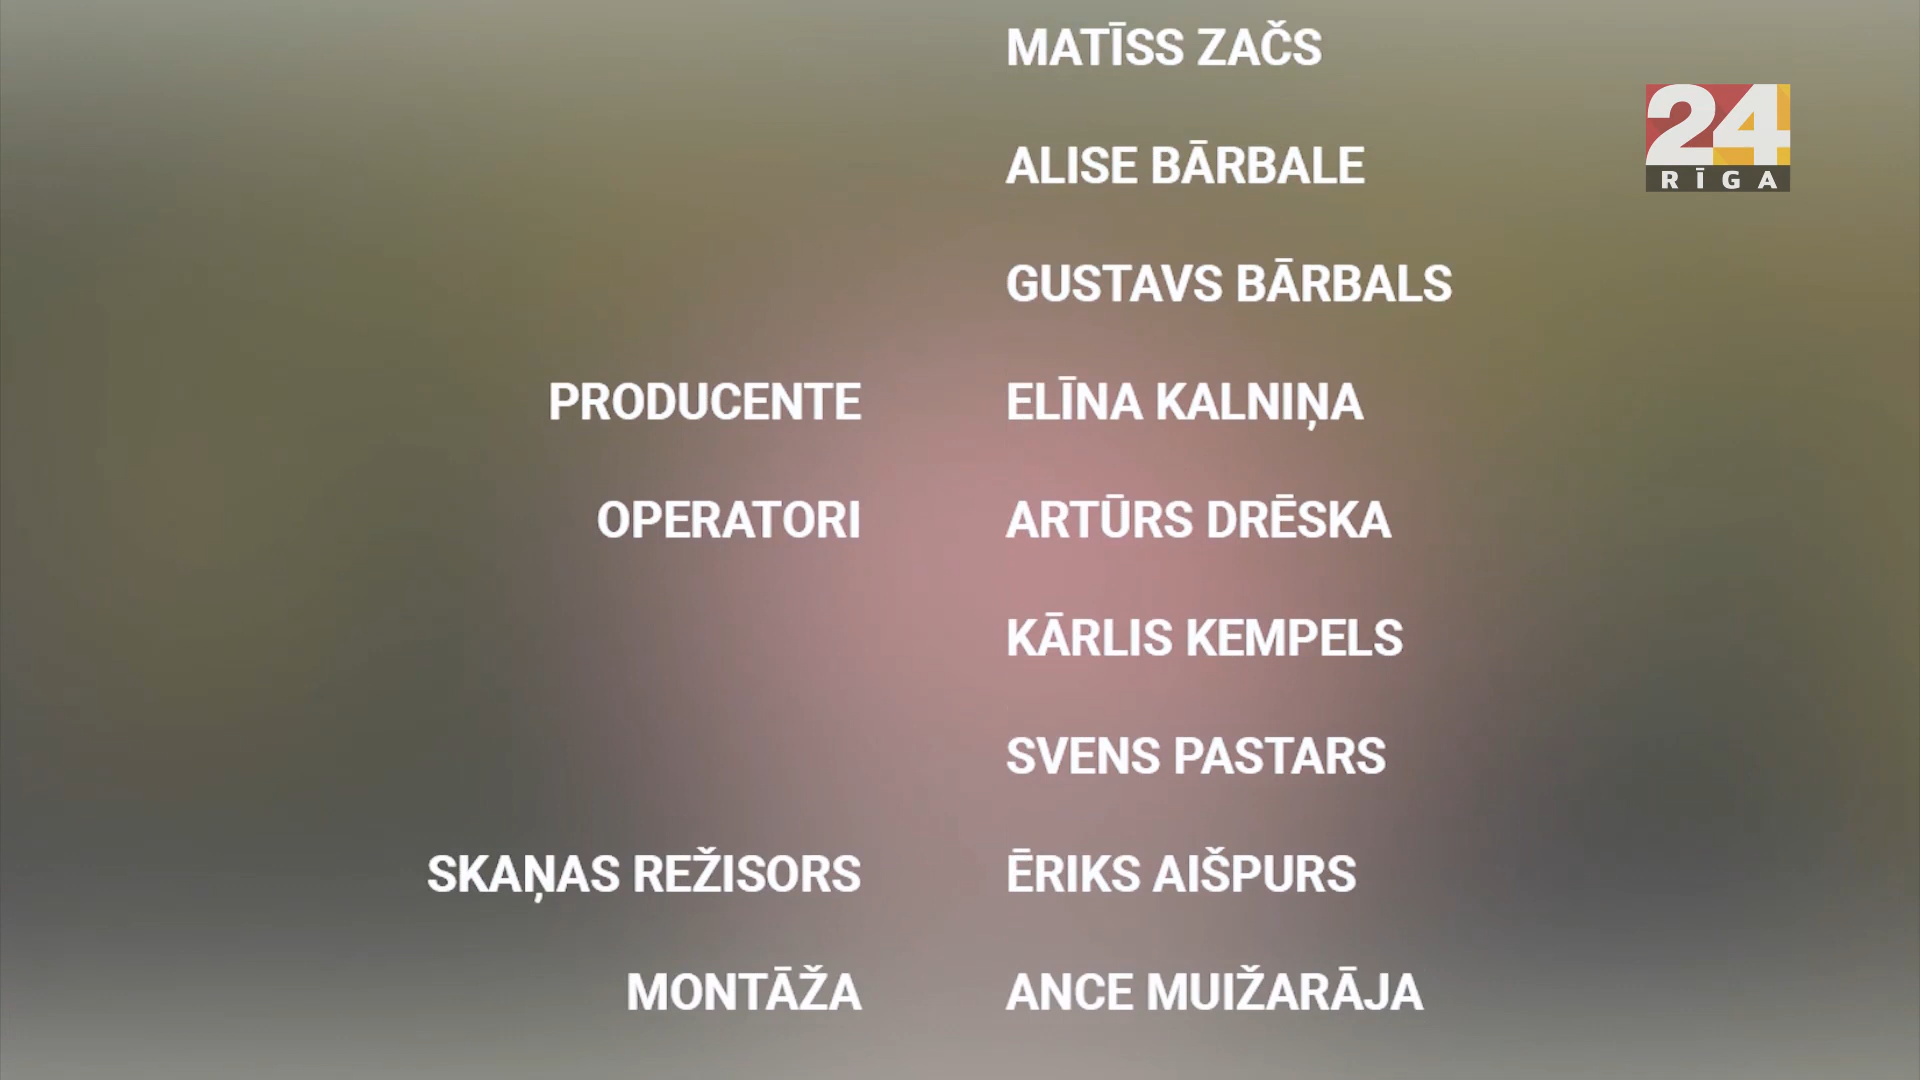 MATĪSS ZAČS
24
RĪGA
ALISE BĀRBALE
GUSTAVS BĀRBALS
PRODUCENTE ELĪNA KALNIŅA
OPERATORI ARTŪRS DRĒSKA
KĀRLIS KEMPELS
SVENS PASTARS
SKAŅAS REŽISORS ĒRIKS AIŠPURS
MONTĀŽA ANCE MUIŽARĀJA